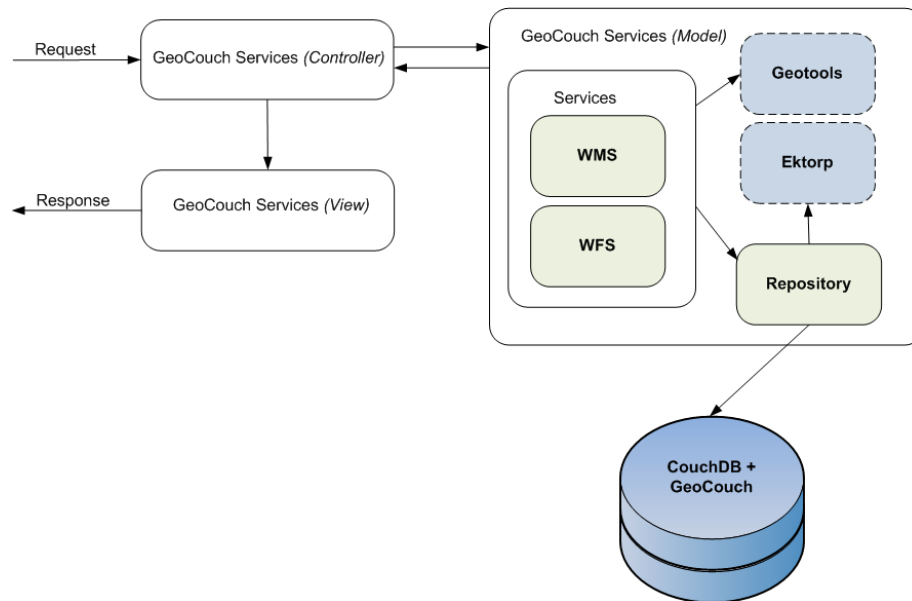 Request
GeoCouch Services (Controller)
GeoCouch Services (Model)
Geotools
Services
WMS
Ektorp
Response
GeoCouch Services (View)
WFS
Repository
CouchDB +
GeoCouch